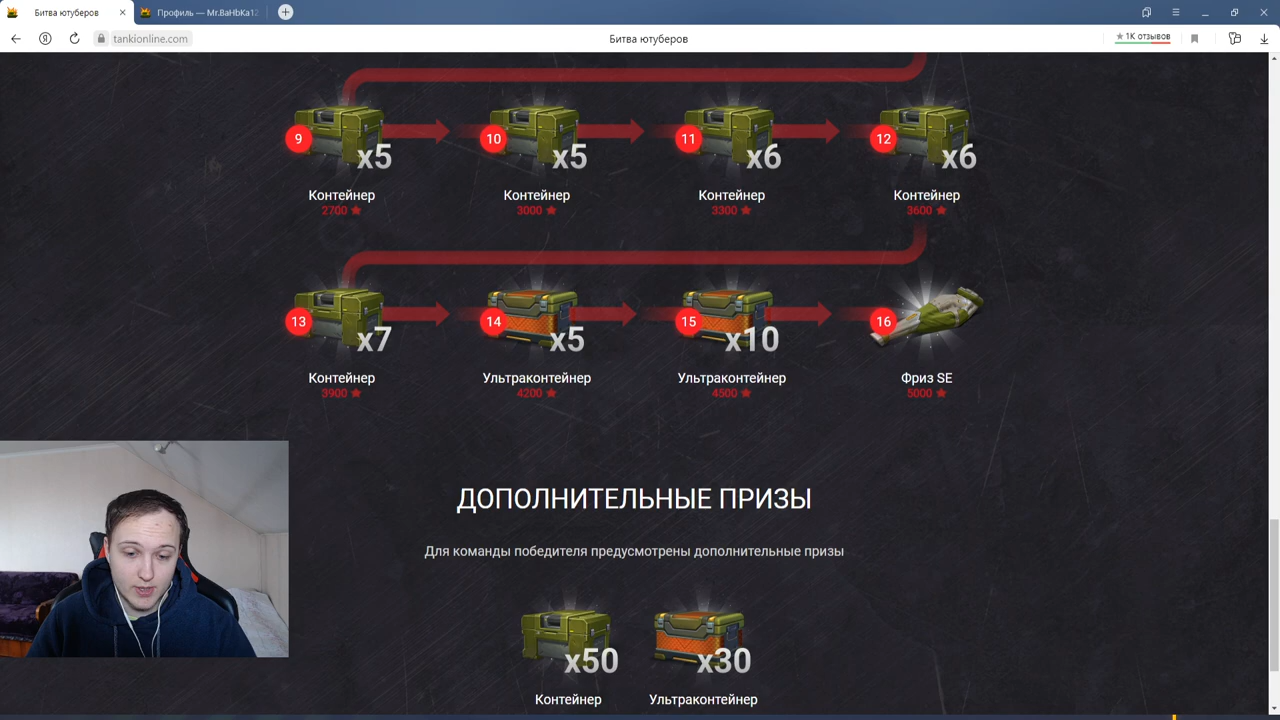 Битва ютуберов
Профиль — Mr.BaHbKa12
tankionline.com
Битва ютуберов
1К отзывов
9
x5
Контейнер
2700
10
x5
Контейнер
3000
11
x6
Контейнер
3300
12
x6
Контейнер
3600
13
x7
Контейнер
3900
14
x5
Ультраконтейнер
4200
15
x10
Ультраконтейнер
4500
16
Фриз SE
5000
ДОПОЛНИТЕЛЬНЫЕ ПРИЗЫ
Для команды победителя предусмотрены дополнительные призы
x50
Контейнер
x30
Ультраконтейнер